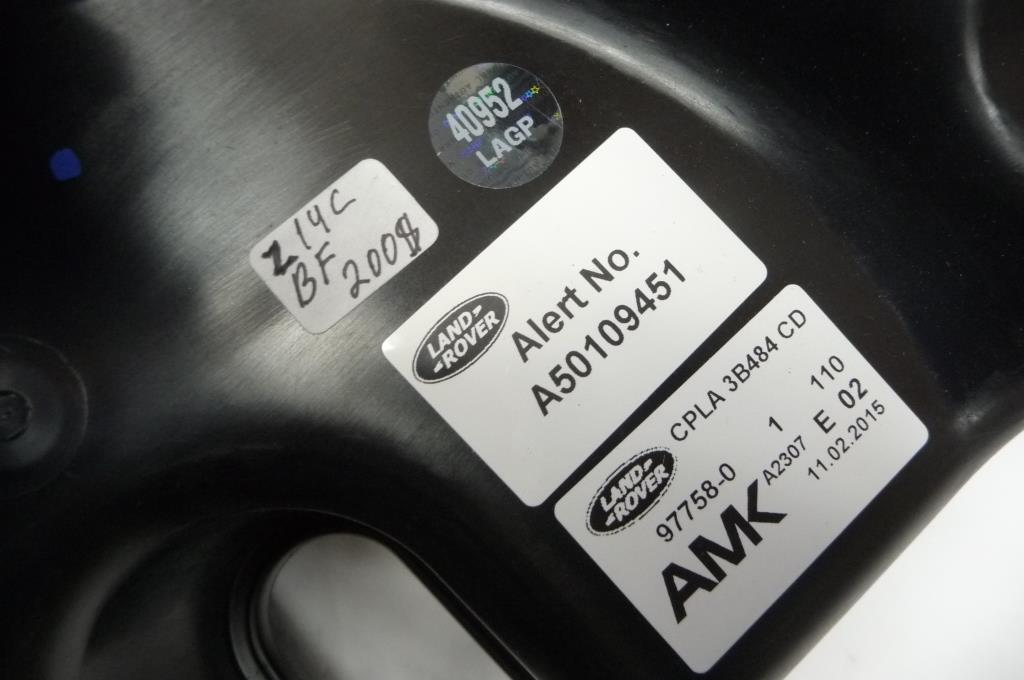 40952
LAGP
Z14C
BF 200$
LAND
ROVER
Alert No.
A50109451
LAND
ROVER
CPLA 3B484 CD
97758-0 1 110
AMK A2307 E 02
11.02.2015